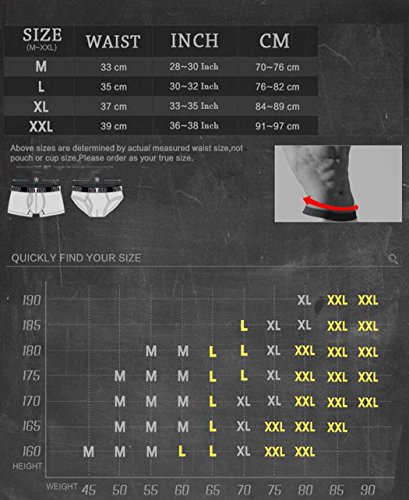 SIZE WAIST INCH CM
(M~XXL)
M 33 cm 28~30 Inch 70~76 cm
L 35 cm 30~32 Inch 76~82 cm
XL 37 cm 33~35 Inch 84~89 cm
XXL 39 cm 36~38 Inch 91~97 cm
Above sizes are determined by actual measured waist size,not
pouch or cup size,Please order as your true size.
QUICKLY FIND YOUR SIZE
190 XL XXL XXL
185 L XL XL XXL XXL
180 M M L L XL XXL XXL XXL
175 M M M L L XL XXL XXL XXL
170 M M M L XL XL XXL XXL XXL
165 M M M L XL XXL XXL XXL
160 M M M L L XL XXL XXL
HEIGHT
WEIGHT 45 50 55 60 65 70 75 80 85 90